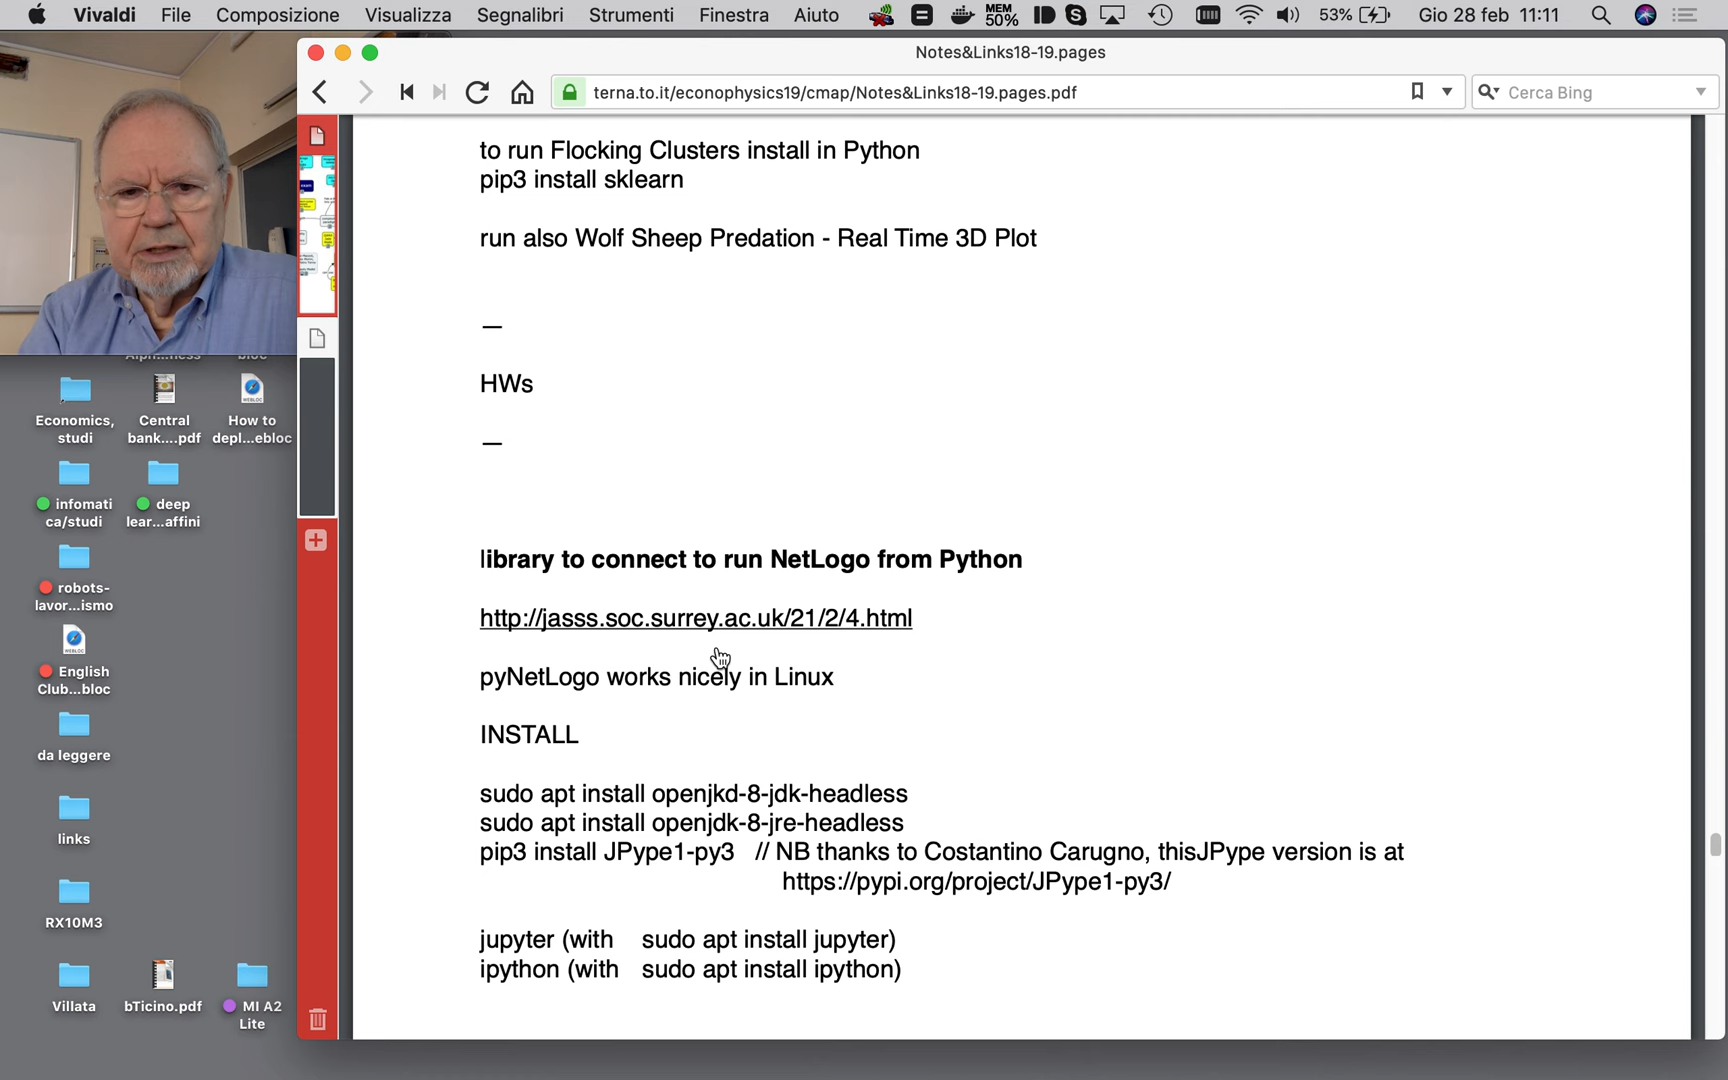 Vivaldi File Composizione Visualizza Segnalibri Strumenti Finestra Aiuto MEM 50% 53% Gio 28 feb 11:11
Notes&Links18-19.pages
terna.to.it/econophysics19/cmap/Notes&Links18-19.pages.pdf
Cerca Bing
to run Flocking Clusters install in Python
pip3 install sklearn
run also Wolf Sheep Predation - Real Time 3D Plot
—
HWs
—
library to connect to run NetLogo from Python
http://jasss.soc.surrey.ac.uk/21/2/4.html
pyNetLogo works nicely in Linux
INSTALL
sudo apt install openjkd-8-jdk-headless
sudo apt install openjdk-8-jre-headless
pip3 install JPype1-py3 // NB thanks to Costantino Carugno, thisJPype version is at
https://pypi.org/project/JPype1-py3/
jupyter (with sudo apt install jupyter)
ipython (with sudo apt install ipython)
Economics, studi
Central bank....pdf
How to depl...ebloc
infomati ca/studi
deep lear...affini
robots-lavor...ismo
WEBLOC
English Club...bloc
da leggere
links
RX10M3
Villata
bTicino.pdf
MI A2 Lite